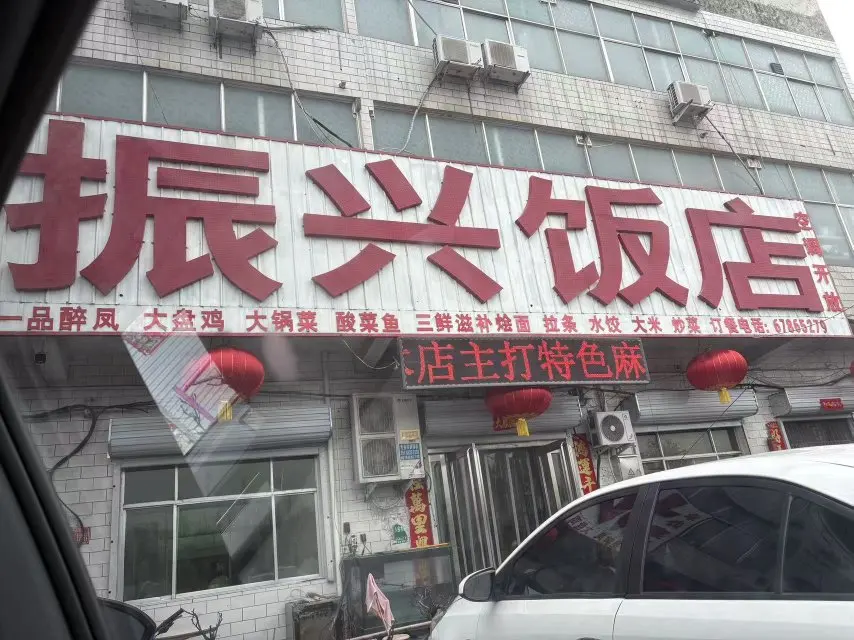 振兴饭店
空调开放
一品醉凤 大盘鸡 大锅菜 酸菜鱼 三鲜滋补烩面 拉条 水饺 大米 炒菜 订餐电话: 67865279
本店主打特色麻